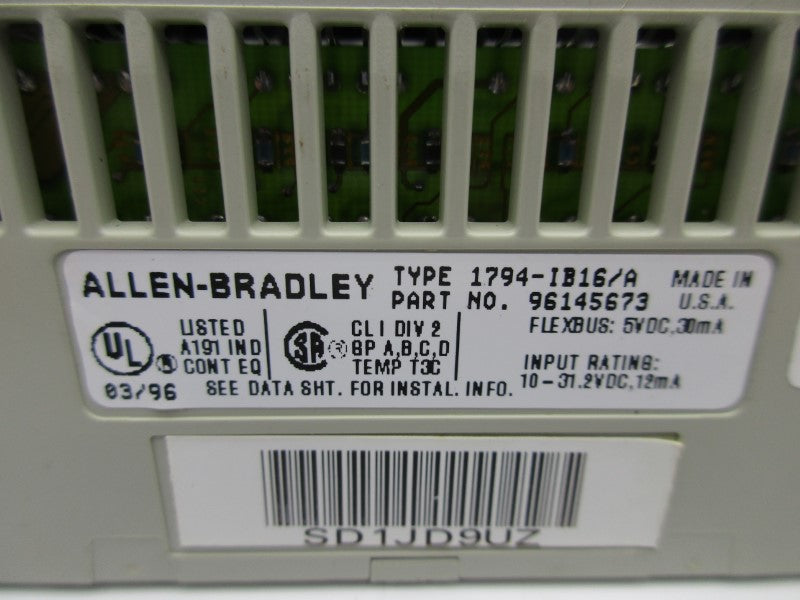 ALLEN-BRADLEY TYPE 1794-IB16/A MADE IN
PART NO. 96145673 U.S.A.
FLEXBUS: 5VDC,30mA
UL LISTED
A191 IND
CONT EQ
CL I DIV 2
GP A,B,C,D
TEMP T3C
INPUT RATING:
10-31.2VDC,12mA
03/96 SEE DATA SHT. FOR INSTAL. INFO.
SD1JD9UZ